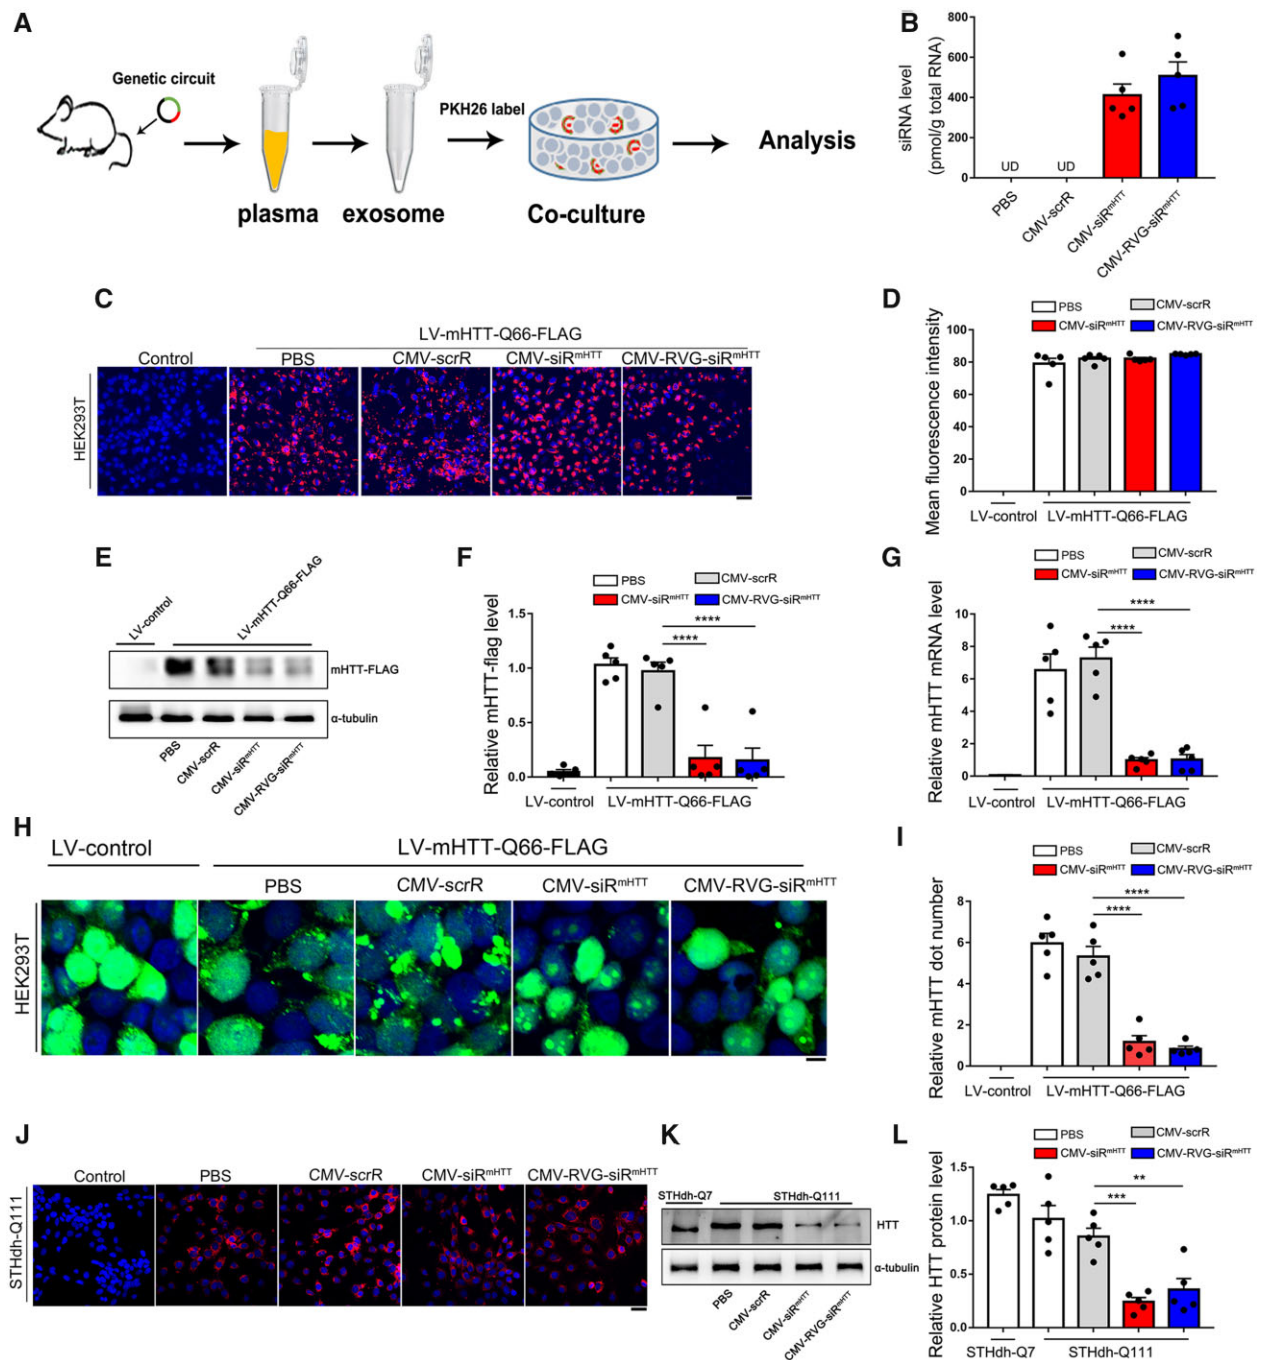 A
Genetic circuit
PKH26 label
Analysis
plasma
exosome
Co-culture
B
siRNA level
(pmol/g total RNA)
800
600
400
200
0
UD
UD
PBS
CMV-scrR
CMV-siRmHTT
CMV-RVG-siRmHTT
C
LV-mHTT-Q66-FLAG
Control
PBS
CMV-scrR
CMV-siRmHTT
CMV-RVG-siRmHTT
HEK293T
D
PBS
CMV-scrR
CMV-siRmHTT
CMV-RVG-siRmHTT
Mean fluorescence intensity
100
80
60
40
20
0
LV-control
LV-mHTT-Q66-FLAG
E
LV-control
LV-mHTT-Q66-FLAG
mHTT-FLAG
α-tubulin
PBS
CMV-scrR
CMV-siRmHTT
CMV-RVG-siRmHTT
F
PBS
CMV-scrR
CMV-siRmHTT
CMV-RVG-siRmHTT
Relative mHTT-flag level
1.5
1.0
0.5
0.0
****
****
LV-control
LV-mHTT-Q66-FLAG
G
PBS
CMV-scrR
CMV-siRmHTT
CMV-RVG-siRmHTT
Relative mHTT mRNA level
10
8
6
4
2
0
****
****
LV-control
LV-mHTT-Q66-FLAG
H
LV-control
LV-mHTT-Q66-FLAG
PBS
CMV-scrR
CMV-siRmHTT
CMV-RVG-siRmHTT
HEK293T
I
PBS
CMV-scrR
CMV-siRmHTT
CMV-RVG-siRmHTT
Relative mHTT dot number
8
6
4
2
0
****
****
LV-control
LV-mHTT-Q66-FLAG
J
Control
PBS
CMV-scrR
CMV-siRmHTT
CMV-RVG-siRmHTT
STHdh-Q111
K
STHdh-Q7
STHdh-Q111
HTT
α-tubulin
PBS
CMV-scrR
CMV-siRmHTT
CMV-RVG-siRmHTT
L
PBS
CMV-scrR
CMV-siRmHTT
CMV-RVG-siRmHTT
Relative HTT protein level
1.5
1.0
0.5
0.0
**
***
STHdh-Q7
STHdh-Q111